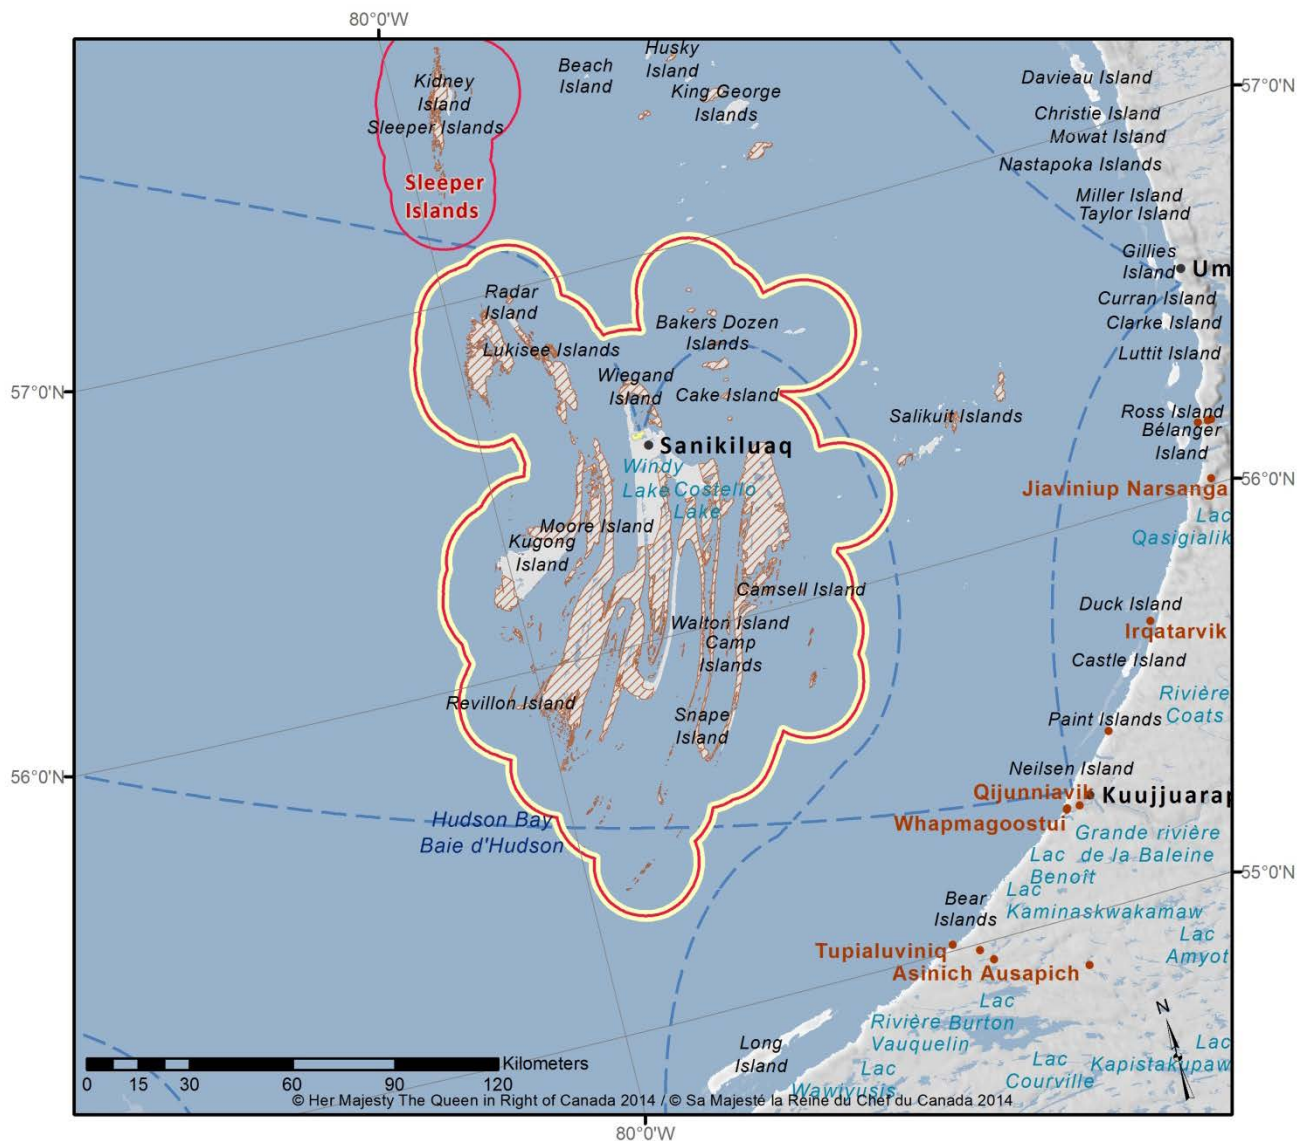 80°0'W
Husky
Island
Beach
Island
Davieau Island
Kidney
Island
57°0'N
King George
Islands
Christie Island
Sleeper Islands
Mowat Island
Nastapoka Islands
Sleeper
Islands
Miller Island
Taylor Island
Gillies
Island
Um
Radar
Island
Curran Island
Bakers Dozen
Islands
Clarke Island
Lukisee Islands
Luttit Island
Wiegand
Island
57°0'N
Cake Island
Salikuit Islands
Ross Island
Bélanger
Island
Sanikiluaq
Windy
Lake
Costello
Lake
56°0'N
Jiaviniup Narsanga
Lac
Qasigialik
Moore Island
Kugong
Island
Camsell Island
Duck Island
Walton Island
Irqatarvik
Camp
Islands
Castle Island
Revillon Island
Rivière
Coats
Snape
Island
Paint Islands
56°0'N
Neilsen Island
Qijunniavik
Kuujjuarap
Hudson Bay
Baie d'Hudson
Whapmagoostui
Grande rivière
de la Baleine
Lac
Benoît
55°0'N
Lac
Kaminaskwakamaw
Bear
Islands
Lac
Amyot
Tupialuviniq
Asinich Ausapich
Lac
Burton
Rivière
Vauquelin
N
Long
Island
Lac
Wawiyusis
Lac
Courville
Lac
Kapistakupaw
Kilometers
0 15 30 60 90 120
© Her Majesty The Queen in Right of Canada 2014 / © Sa Majesté la Reine du Chef du Canada 2014
80°0'W